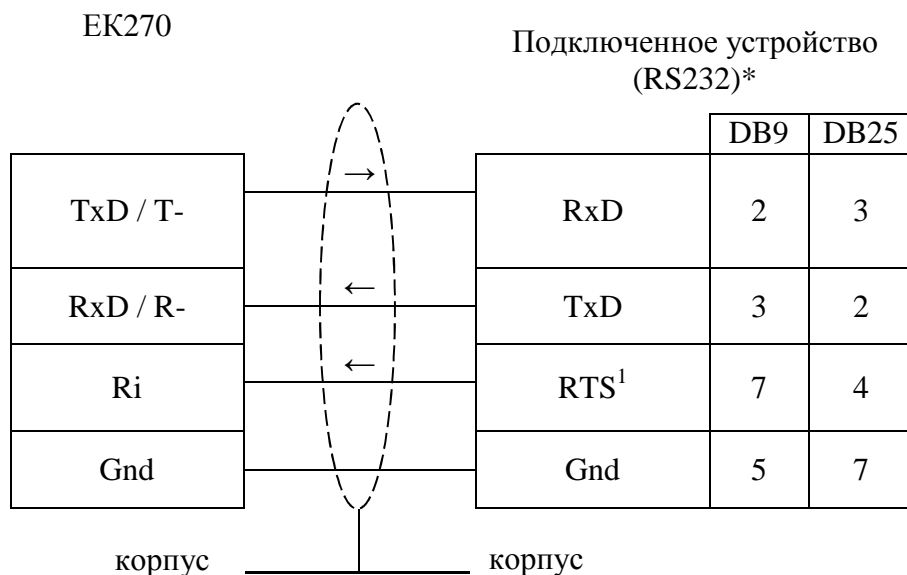 ЕК270
Подключенное устройство
(RS232)*
DB9 DB25
TxD / T- → RxD 2 3
RxD / R- ← TxD 3 2
Ri ← RTS¹ 7 4
Gnd Gnd 5 7
корпус корпус